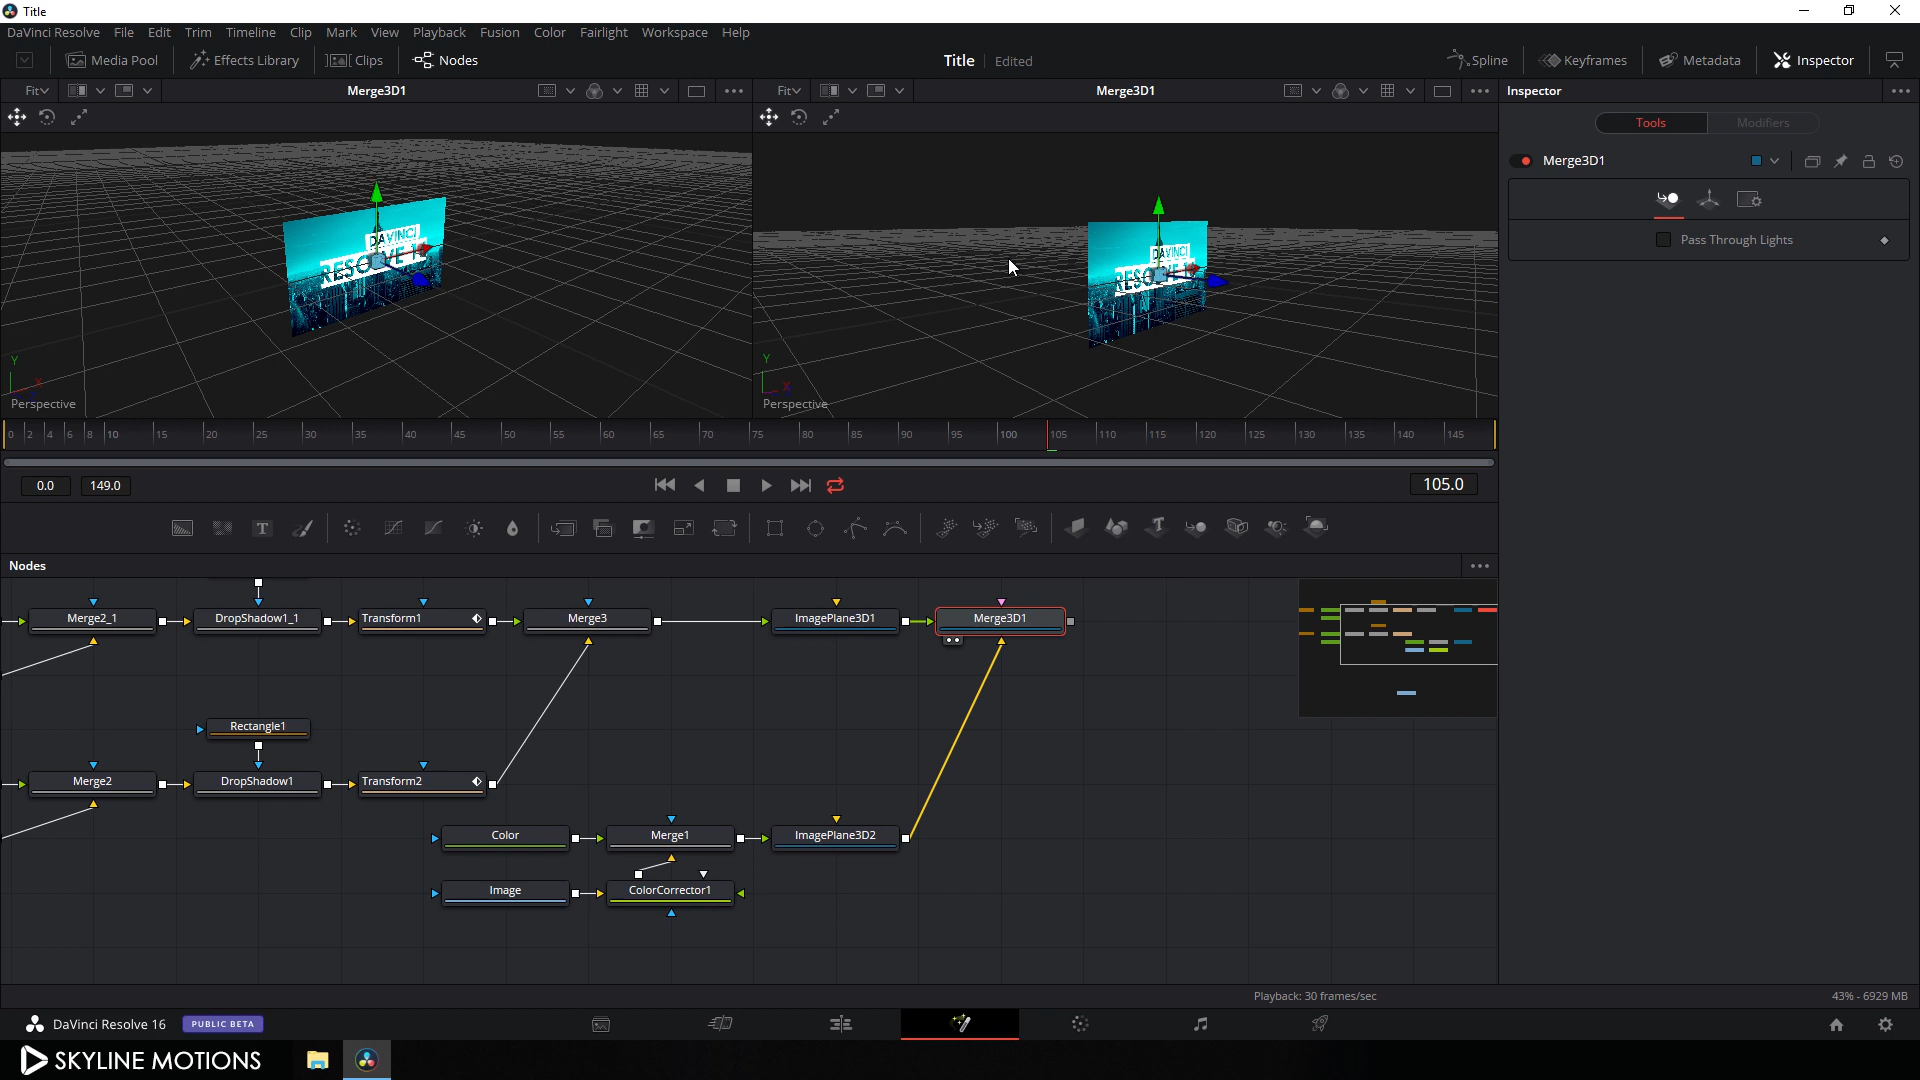 Title
DaVinci Resolve File Edit Trim Timeline Clip Mark View Playback Fusion Color Fairlight Workspace Help
Media Pool Effects Library Clips Nodes Title Edited Spline Keyframes Metadata Inspector
Fit Merge3D1 Fit Merge3D1 Inspector
Tools Modifiers
Merge3D1
Pass Through Lights
DAVINCI
RESOLVE
DAVINCI
RESOLVE
Y
X
Perspective
Y
X
Perspective
0 2 4 6 8 10 15 20 25 30 35 40 45 50 55 60 65 70 75 80 85 90 95 100 105 110 115 120 125 130 135 140 145
0.0 149.0 105.0
T
T
Nodes
Merge2_1 DropShadow1_1 Transform1 Merge3 ImagePlane3D1 Merge3D1
Rectangle1
Merge2 DropShadow1 Transform2
Color Merge1 ImagePlane3D2
Image ColorCorrector1
Playback: 30 frames/sec 43% - 6929 MB
DaVinci Resolve 16 PUBLIC BETA
SKYLINE MOTIONS